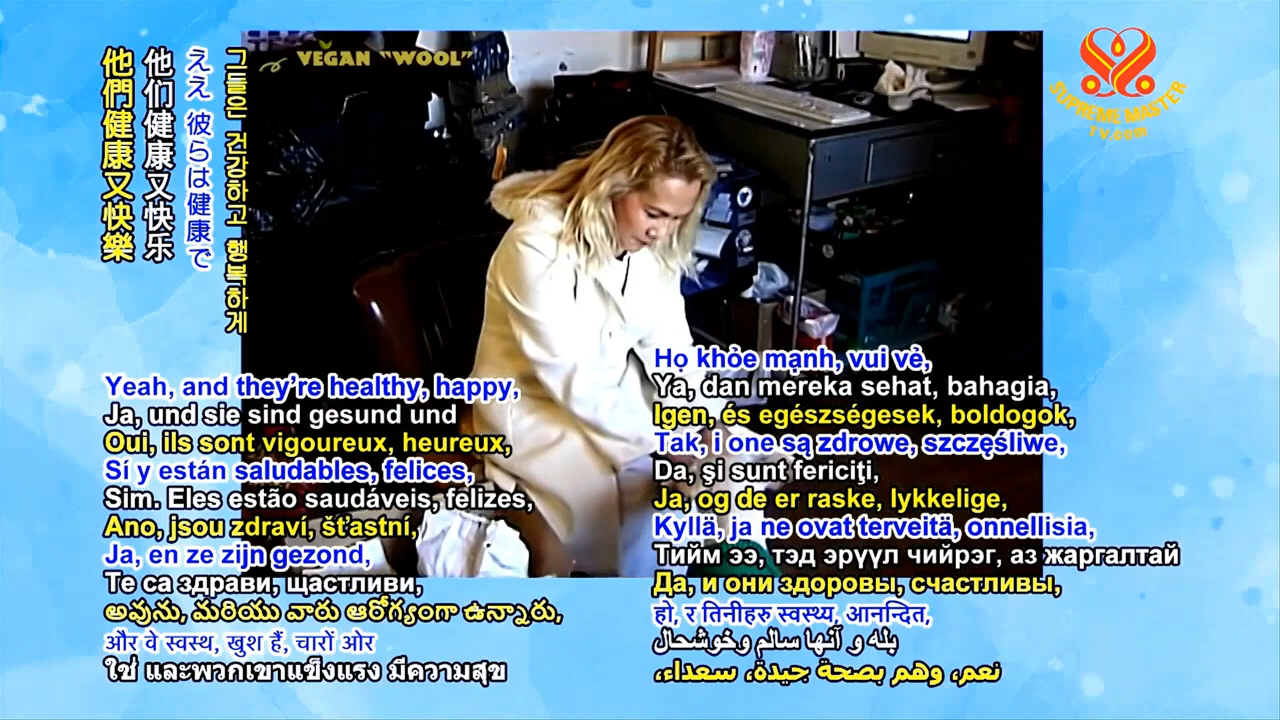 VEGAN "WOOL"
SUPREME MASTER
TV.com
他們健康又快樂
他们健康又快乐
ええ 彼らは健康で
그들은 건강하고 행복하게
Yeah, and they're healthy, happy,
Ja, und sie sind gesund und
Oui, ils sont vigoureux, heureux,
Sí y están saludables, felices,
Sim. Eles estão saudáveis, felizes,
Ano, jsou zdraví, šťastní,
Ja, en ze zijn gezond,
Те са здрави, щастливи,
అవును, మరియు వారు ఆరోగ్యంగా ఉన్నారు,
और वे स्वस्थ, खुश हैं, चारों ओर
ใช่ และพวกเขาแข็งแรง มีความสุข
Họ khỏe mạnh, vui vẻ,
Ya, dan mereka sehat, bahagia,
Igen, és egészségesek, boldogok,
Tak, i one są zdrowe, szczęśliwe,
Da, şi sunt fericiţi,
Ja, og de er raske, lykkelige,
Kyllä, ja ne ovat terveitä, onnellisia,
Тийм ээ, тэд эрүүл чийрэг, аз жаргалтай
Да, и они здоровы, счастливы,
हो, र तिनीहरु स्वस्थ्य, आनन्दित,
بله و آنها سالم وخوشحال
نعم، وهم بصحة جيدة، سعداء،